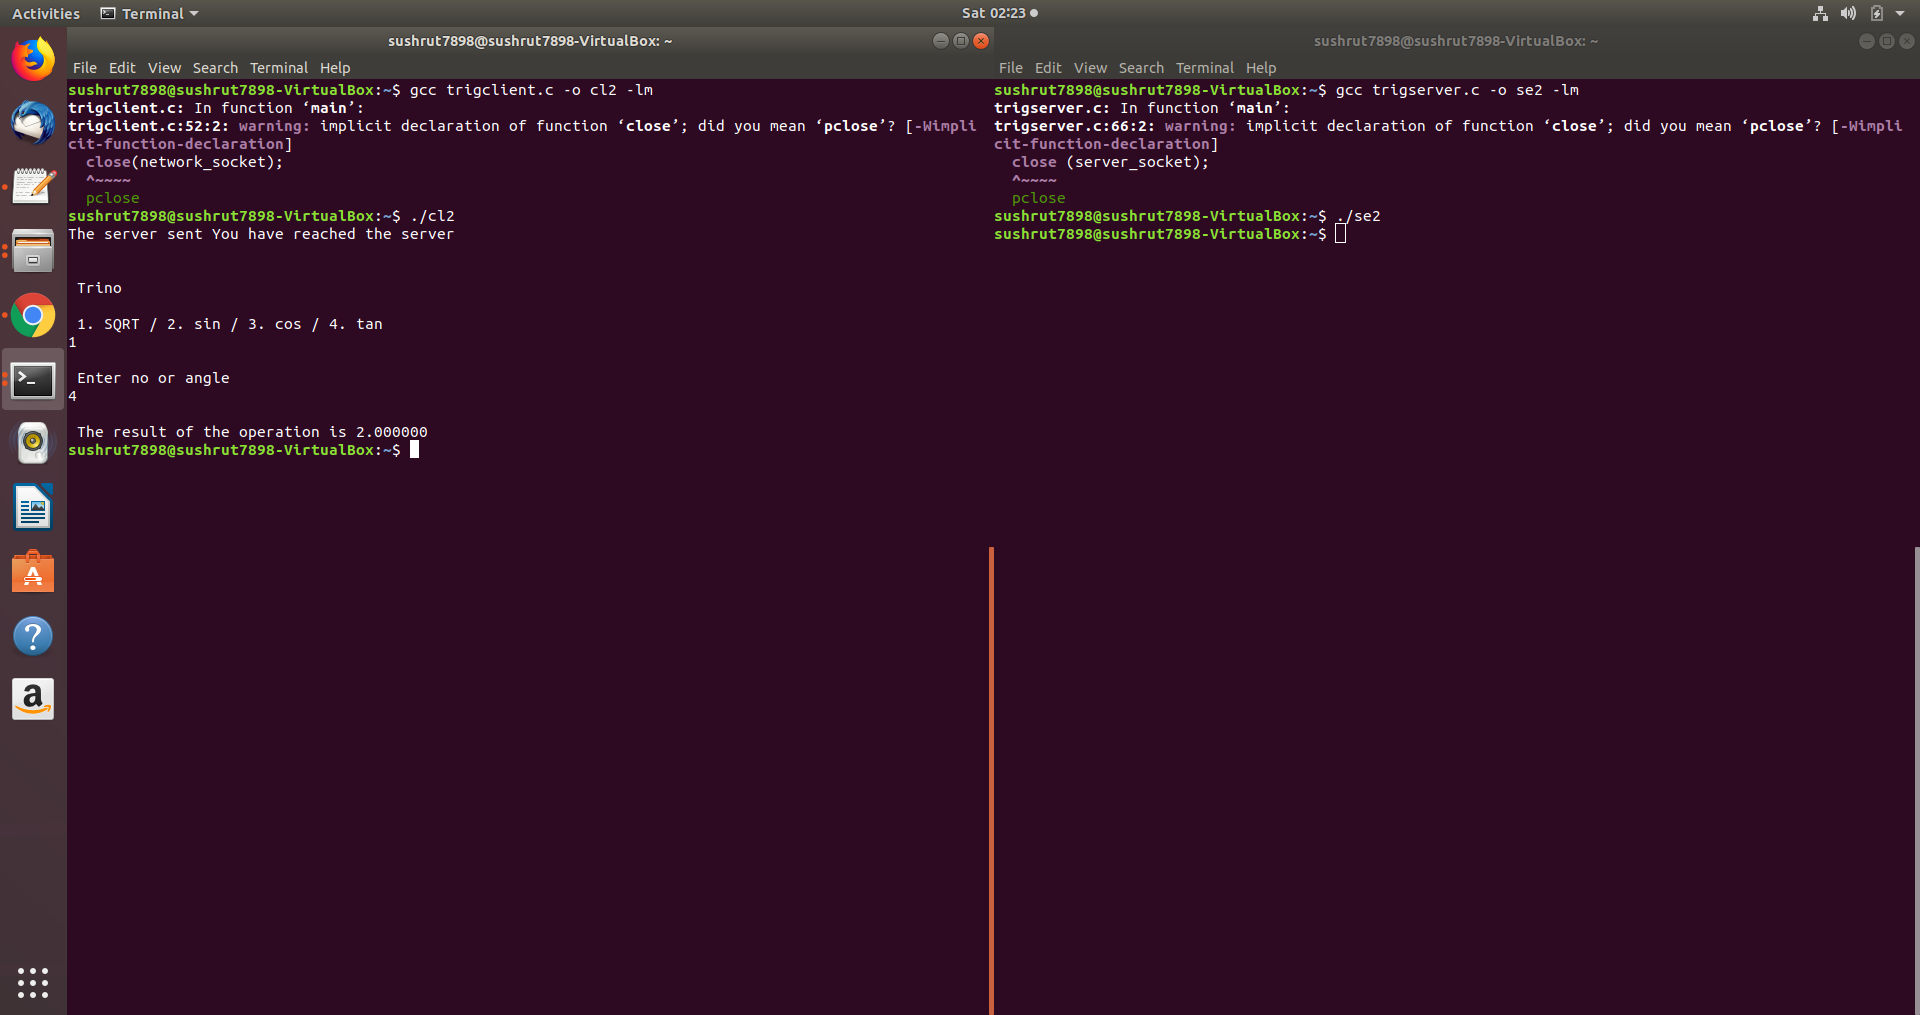 Activities
Terminal
Sat 02:23
sushrut7898@sushrut7898-VirtualBox: ~
File Edit View Search Terminal Help
sushrut7898@sushrut7898-VirtualBox:~$ gcc trigclient.c -o cl2 -lm
trigclient.c: In function ‘main’:
trigclient.c:52:2: warning: implicit declaration of function ‘close’; did you mean ‘pclose’? [-Wimpli
cit-function-declaration]
close(network_socket);
^~~~~
pclose
sushrut7898@sushrut7898-VirtualBox:~$ ./cl2
The server sent You have reached the server
Trino
1. SQRT / 2. sin / 3. cos / 4. tan
1
Enter no or angle
4
The result of the operation is 2.000000
sushrut7898@sushrut7898-VirtualBox:~$
sushrut7898@sushrut7898-VirtualBox: ~
File Edit View Search Terminal Help
sushrut7898@sushrut7898-VirtualBox:~$ gcc trigserver.c -o se2 -lm
trigserver.c: In function ‘main’:
trigserver.c:66:2: warning: implicit declaration of function ‘close’; did you mean ‘pclose’? [-Wimpli
cit-function-declaration]
close (server_socket);
^~~~~
pclose
sushrut7898@sushrut7898-VirtualBox:~$ ./se2
sushrut7898@sushrut7898-VirtualBox:~$